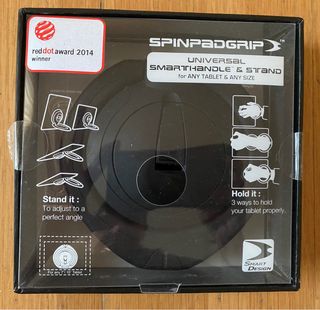 reddot award 2014
winner
SPINPADGRIP
UNIVERSAL
SMARTHANDLE & STAND
for ANY TABLET & ANY SIZE
Stand it :
To adjust to a
perfect angle
Hold it :
3 ways to hold
your tablet properly.
SMART
DESIGN